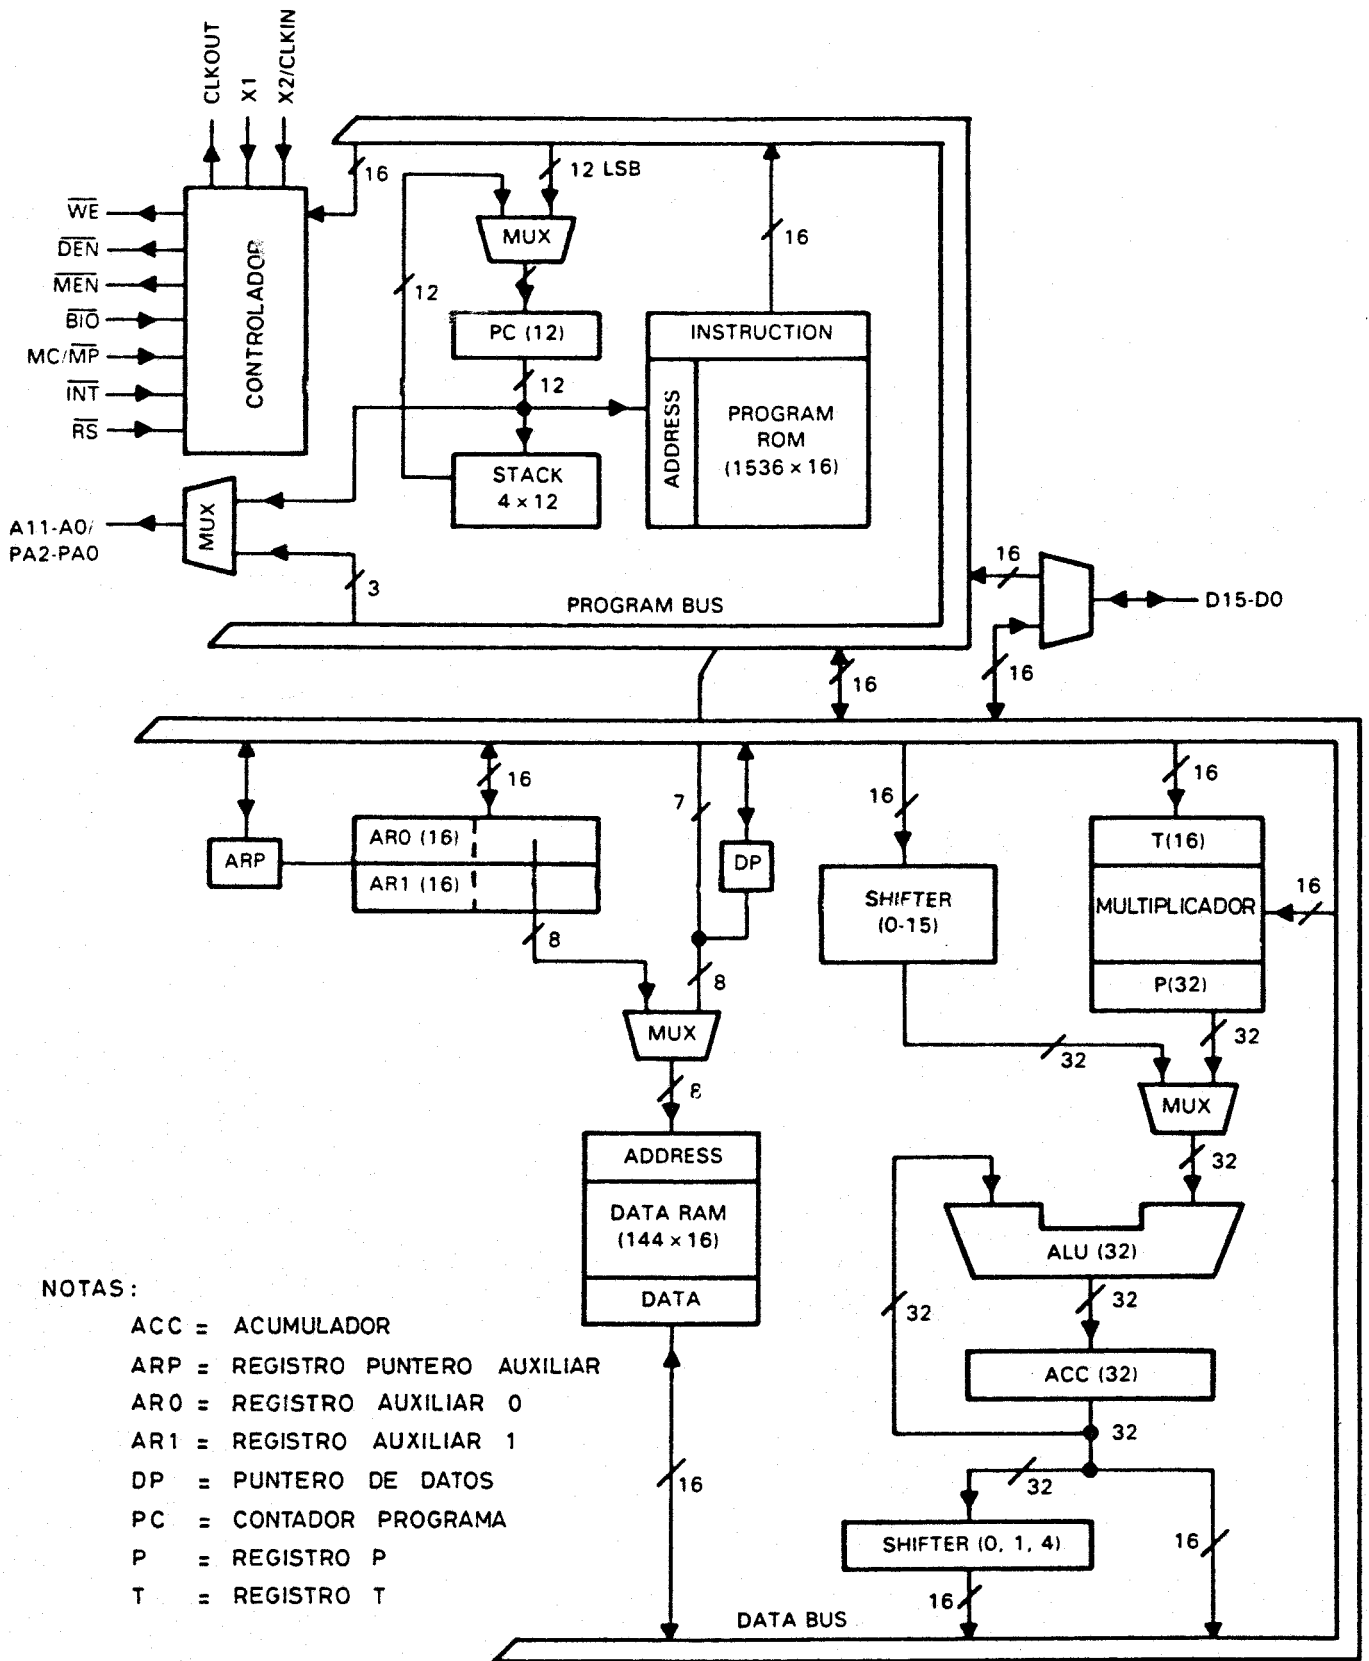 CLKOUT
X1
X2/CLKIN
WE
DEN
MEN
BIO
MC/MP
INT
RS
CONTROLADOR
16
12 LSB
MUX
16
12
PC (12)
12
INSTRUCTION
ADDRESS
PROGRAM
ROM
(1536 × 16)
STACK
4 × 12
MUX
A11-A0/
PA2-PA0
3
PROGRAM BUS
16
D15-D0
16
16
16
7
16
16
ARP
AR0 (16)
AR1 (16)
DP
SHIFTER
(0-15)
T(16)
MULTIPLICADOR
P(32)
16
8
8
MUX
32
32
8
MUX
32
ADDRESS
DATA RAM
(144 × 16)
DATA
ALU (32)
32
32
ACC (32)
32
32
16
SHIFTER (0, 1, 4)
16
16
DATA BUS
NOTAS:
ACC = ACUMULADOR
ARP = REGISTRO PUNTERO AUXILIAR
AR0 = REGISTRO AUXILIAR 0
AR1 = REGISTRO AUXILIAR 1
DP = PUNTERO DE DATOS
PC = CONTADOR PROGRAMA
P = REGISTRO P
T = REGISTRO T